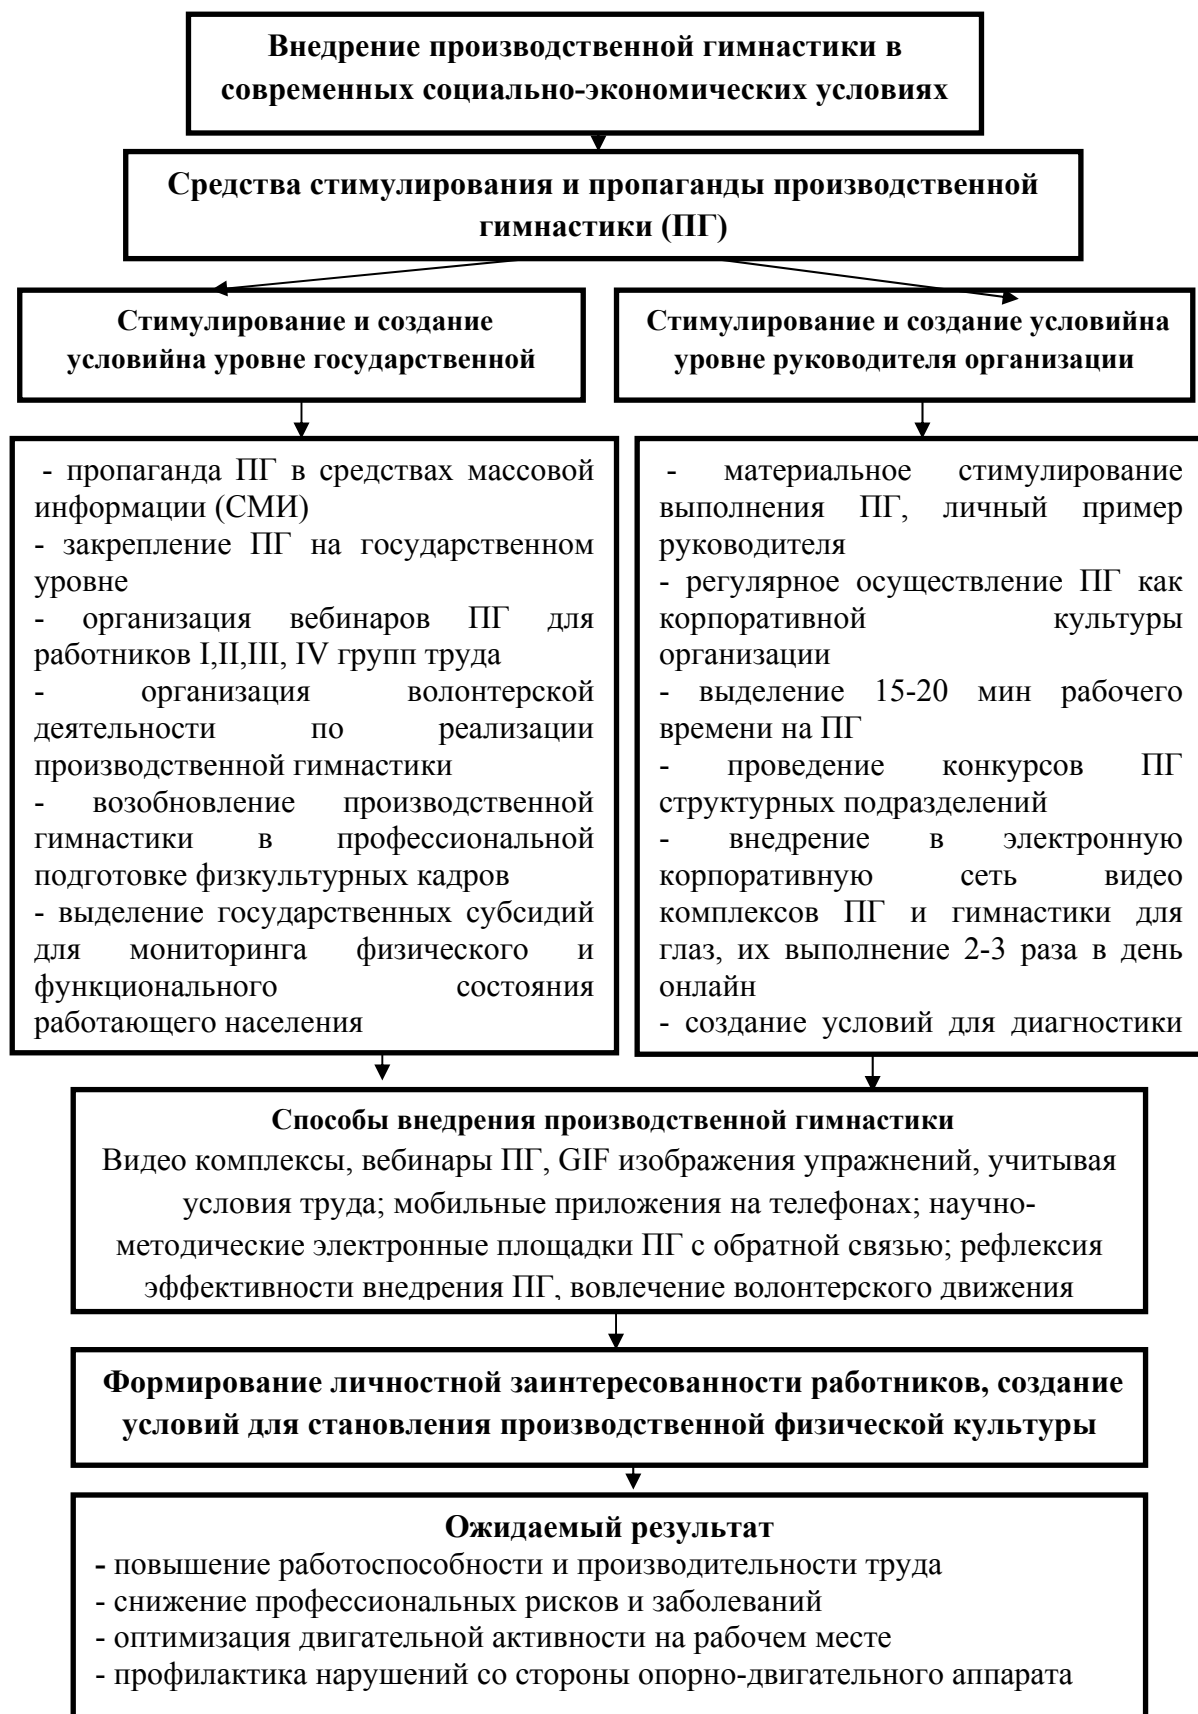 Внедрение производственной гимнастики в
современных социально-экономических условиях
Средства стимулирования и пропаганды производственной
гимнастики (ПГ)
Стимулирование и создание
условийна уровне государственной
Стимулирование и создание условийна
уровне руководителя организации
- пропаганда ПГ в средствах массовой
информации (СМИ)
- закрепление ПГ на государственном
уровне
- организация вебинаров ПГ для
работников I,II,III, IV групп труда
- организация волонтерской
деятельности по реализации
производственной гимнастики
- возобновление производственной
гимнастики в профессиональной
подготовке физкультурных кадров
- выделение государственных субсидий
для мониторинга физического и
функционального состояния
работающего населения
- материальное стимулирование
выполнения ПГ, личный пример
руководителя
- регулярное осуществление ПГ как
корпоративной культуры
организации
- выделение 15-20 мин рабочего
времени на ПГ
- проведение конкурсов ПГ
структурных подразделений
- внедрение в электронную
корпоративную сеть видео
комплексов ПГ и гимнастики для
глаз, их выполнение 2-3 раза в день
онлайн
- создание условий для диагностики
Способы внедрения производственной гимнастики
Видео комплексы, вебинары ПГ, GIF изображения упражнений, учитывая
условия труда; мобильные приложения на телефонах; научно-
методические электронные площадки ПГ с обратной связью; рефлексия
эффективности внедрения ПГ, вовлечение волонтерского движения
Формирование личностной заинтересованности работников, создание
условий для становления производственной физической культуры
Ожидаемый результат
- повышение работоспособности и производительности труда
- снижение профессиональных рисков и заболеваний
- оптимизация двигательной активности на рабочем месте
- профилактика нарушений со стороны опорно-двигательного аппарата